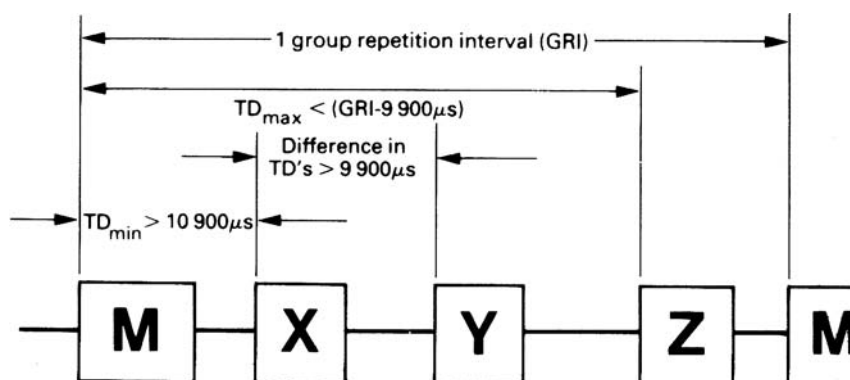 1 group repetition interval (GRI)
TDmax < (GRI-9 900µs)
Difference in
TD's > 9 900µs
TDmin > 10 900µs
M X Y Z M